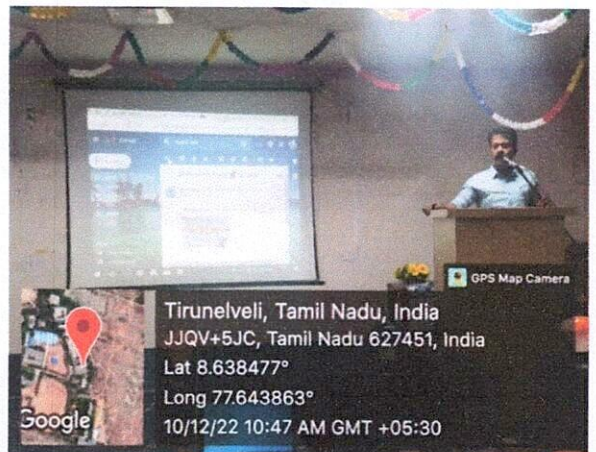 GPS Map Camera
Tirunelveli, Tamil Nadu, India
JJQV+5JC, Tamil Nadu 627451, India
Lat 8.638477°
Long 77.643863°
10/12/22 10:47 AM GMT +05:30
Google